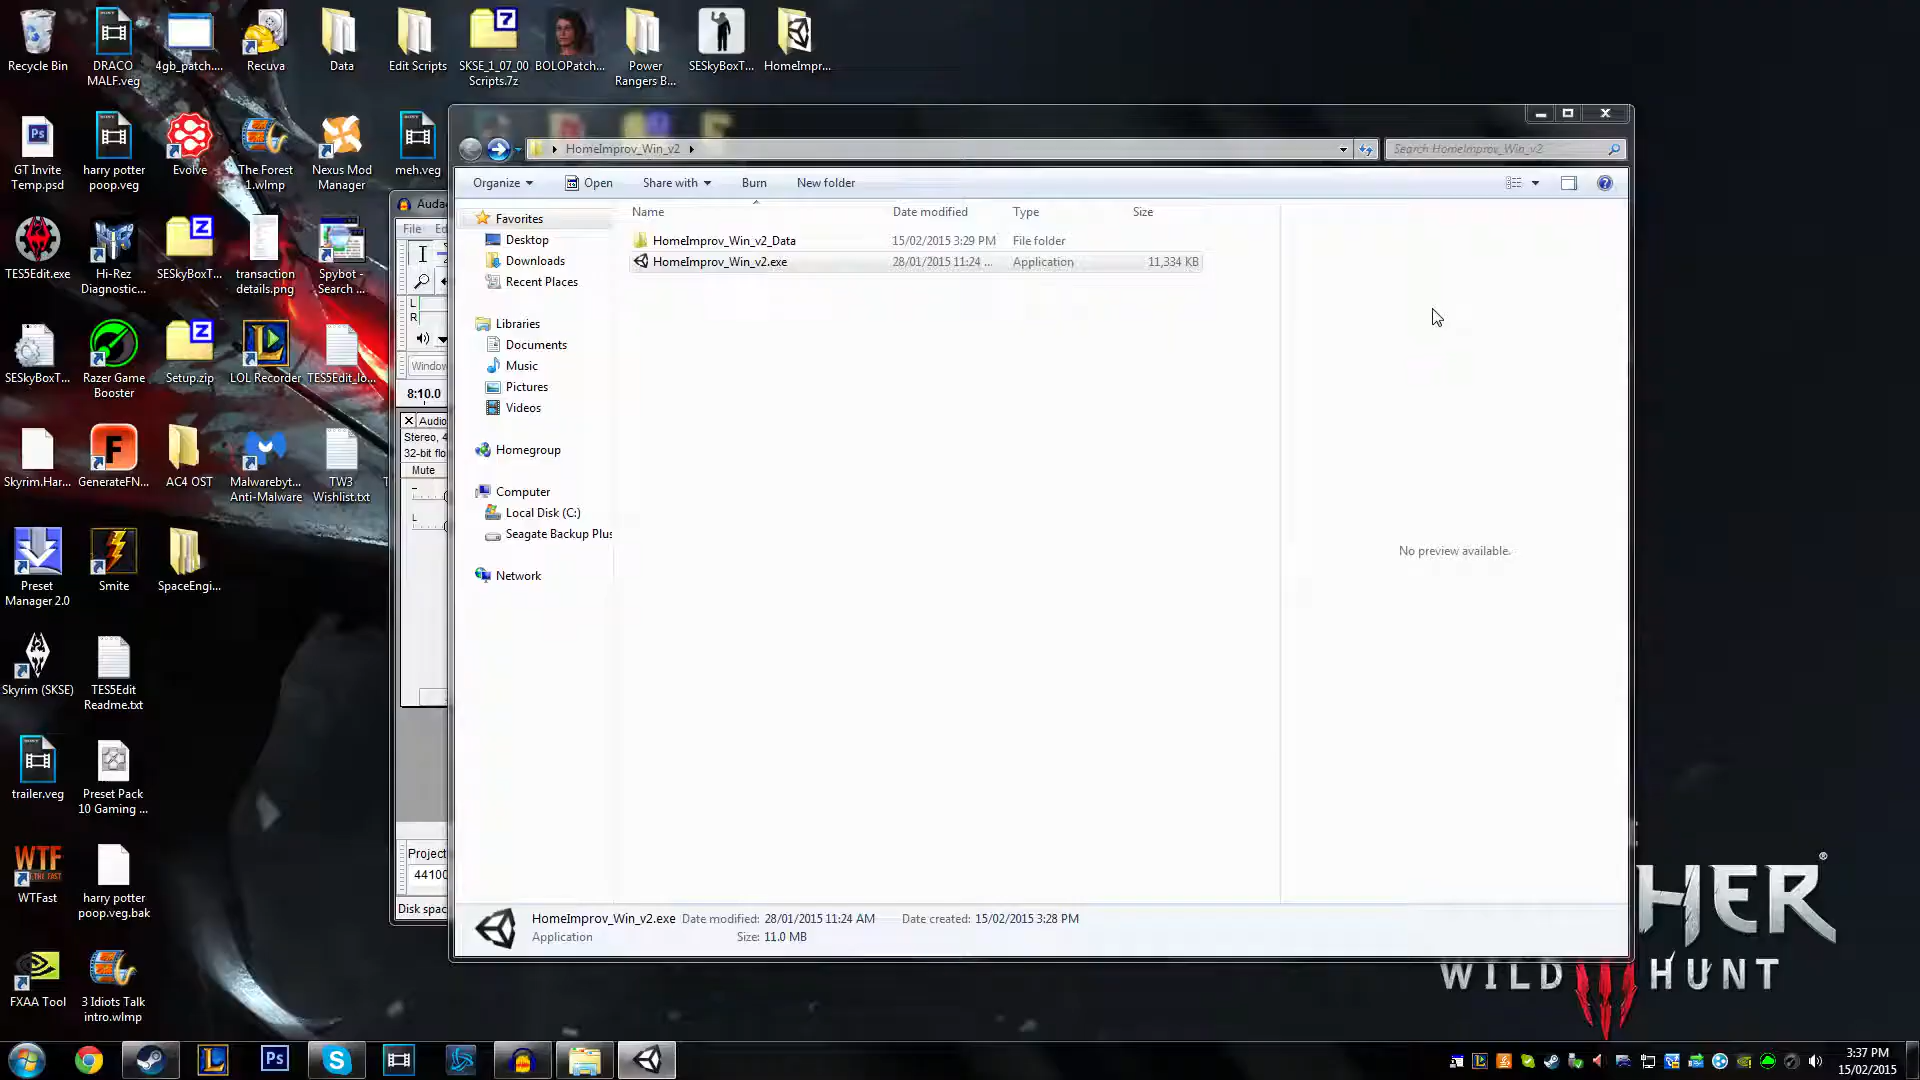 Recycle Bin
DRACO MALF.veg
4gb_patch....
Recuva
Data
Edit Scripts
SKSE_1_07_00 Scripts.7z
BOLOPatch...
Power Rangers B...
SESkyBoxT...
HomeImpr...
GT Invite Temp.psd
harry potter poop.veg
Evolve
The Forest 1.wlmp
Nexus Mod Manager
meh.veg
TES5Edit.exe
Hi-Rez Diagnostic...
SESkyBoxT...
transaction details.png
Spybot - Search ...
SESkyBoxT...
Razer Game Booster
Setup.zip
LOL Recorder
TES5Edit_lo...
Skyrim.Har...
GenerateFN...
AC4 OST
Malwarebyt... Anti-Malware
TW3 Wishlist.txt
Preset Manager 2.0
Smite
SpaceEngi...
Skyrim (SKSE)
TES5Edit Readme.txt
trailer.veg
Preset Pack 10 Gaming ...
WTF
WTFast
harry potter poop.veg.bak
FXAA Tool
3 Idiots Talk intro.wlmp
Auda
File Ed
L
R
Window
8:10.0
Audio
Stereo, 4
32-bit flo
Mute
L
Project
44100
Disk spac
HomeImprov_Win_v2
Search HomeImprov_Win_v2
Organize
Open
Share with
Burn
New folder
Favorites
Desktop
Downloads
Recent Places
Libraries
Documents
Music
Pictures
Videos
Homegroup
Computer
Local Disk (C:)
Seagate Backup Plus
Network
Name Date modified Type Size
HomeImprov_Win_v2_Data 15/02/2015 3:29 PM File folder
HomeImprov_Win_v2.exe 28/01/2015 11:24 ... Application 11,334 KB
No preview available.
HomeImprov_Win_v2.exe Date modified: 28/01/2015 11:24 AM Date created: 15/02/2015 3:28 PM
Application Size: 11.0 MB
HER
WILD HUNT
3:37 PM
15/02/2015